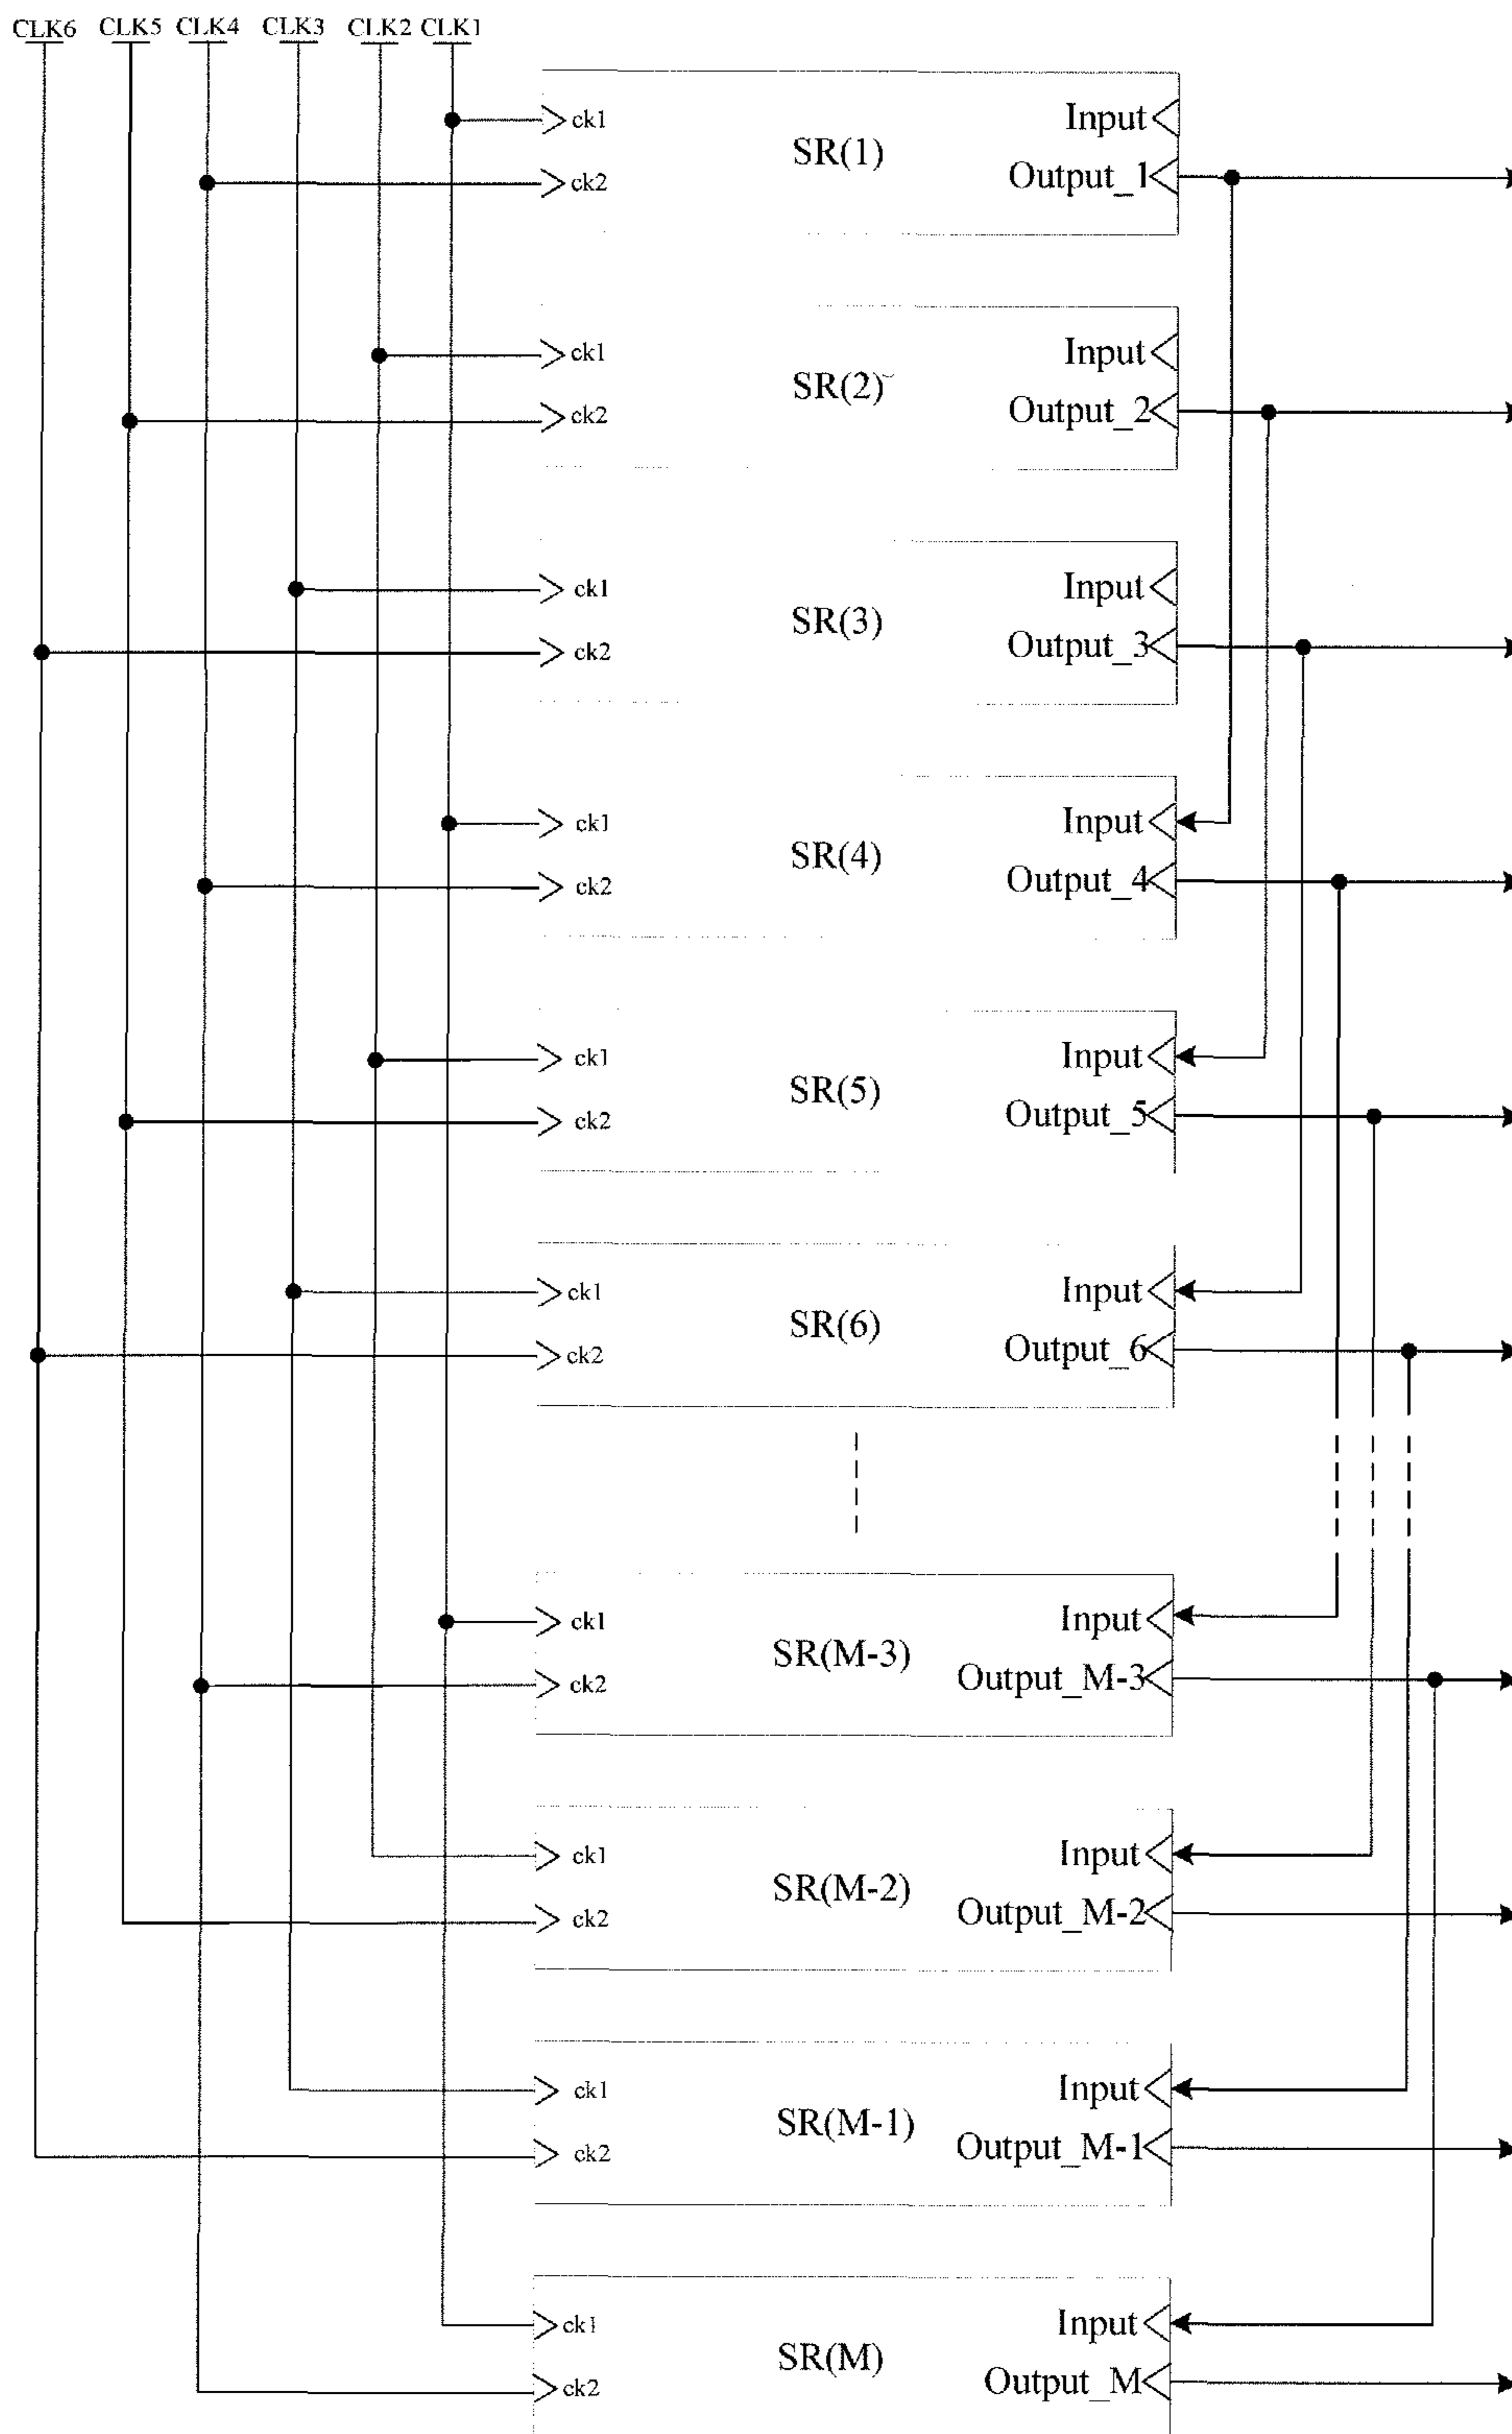 CLK6 CLK5 CLK4 CLK3 CLK2 CLK1
ck1 Input
SR(1)
ck2 Output_1
ck1 Input
SR(2)
ck2 Output_2
ck1 Input
SR(3)
ck2 Output_3
ck1 Input
SR(4)
ck2 Output_4
ck1 Input
SR(5)
ck2 Output_5
ck1 Input
SR(6)
ck2 Output_6
ck1 Input
SR(M-3)
ck2 Output_M-3
ck1 Input
SR(M-2)
ck2 Output_M-2
ck1 Input
SR(M-1)
ck2 Output_M-1
ck1 Input
SR(M)
ck2 Output_M